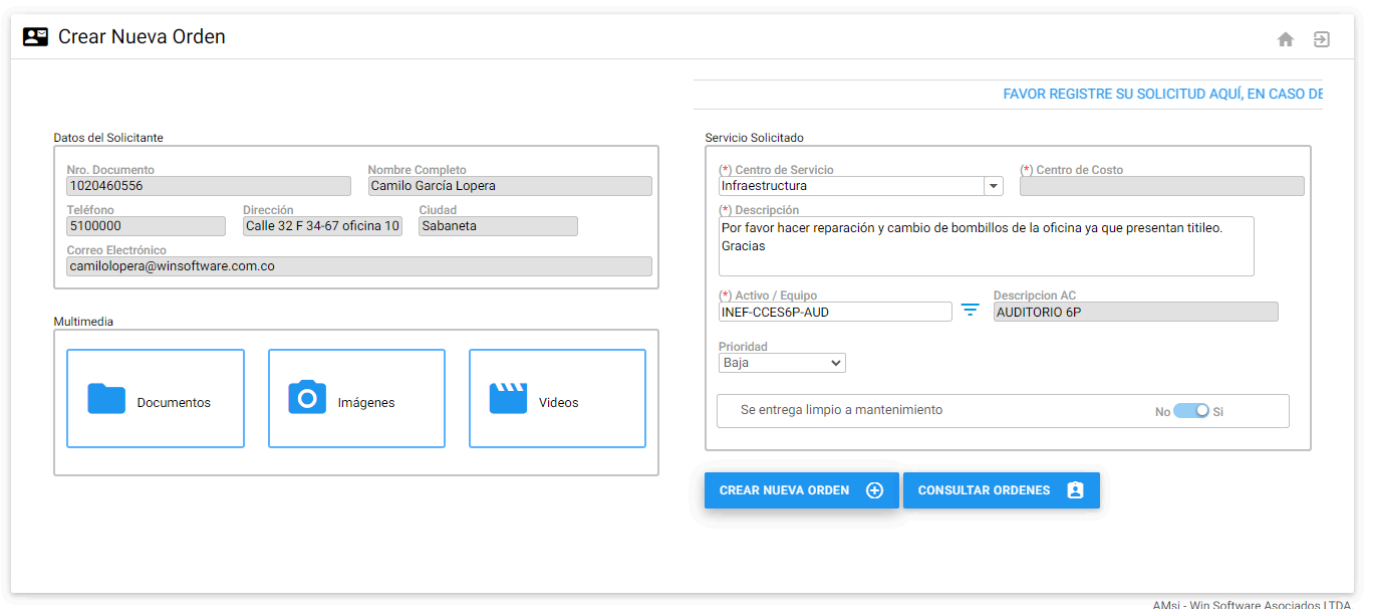 Crear Nueva Orden
FAVOR REGISTRE SU SOLICITUD AQUÍ, EN CASO DE
Datos del Solicitante
Nro. Documento
Nombre Completo
1020460556
Camilo García Lopera
Teléfono
Dirección
Ciudad
5100000
Calle 32 F 34-67 oficina 10
Sabaneta
Correo Electrónico
camilolopera@winsoftware.com.co
Multimedia
Documentos
Imágenes
Videos
Servicio Solicitado
(*) Centro de Servicio
(*) Centro de Costo
Infraestructura
(*) Descripción
Por favor hacer reparación y cambio de bombillos de la oficina ya que presentan titileo.
Gracias
(*) Activo / Equipo
Descripcion AC
INEF-CCES6P-AUD
AUDITORIO 6P
Prioridad
Baja
Se entrega limpio a mantenimiento
No
Si
CREAR NUEVA ORDEN
CONSULTAR ORDENES
AMsi - Win Software Asociados LTDA